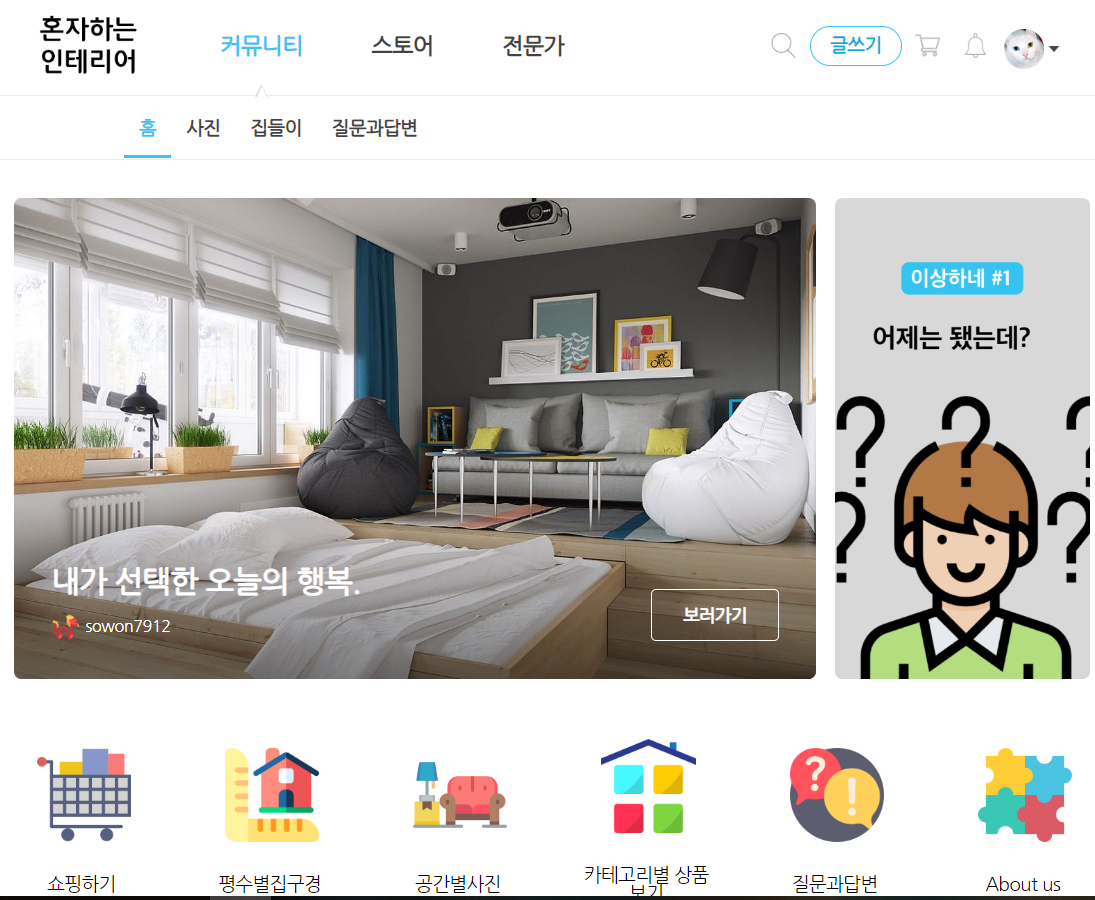 혼자하는
인테리어
커뮤니티 스토어 전문가 글쓰기
홈 사진 집들이 질문과답변
내가 선택한 오늘의 행복.
sowon7912
보러가기
이상하네 #1
어제는 됐는데?
쇼핑하기 평수별집구경 공간별사진 카테고리별 상품 질문과답변 About us
보기